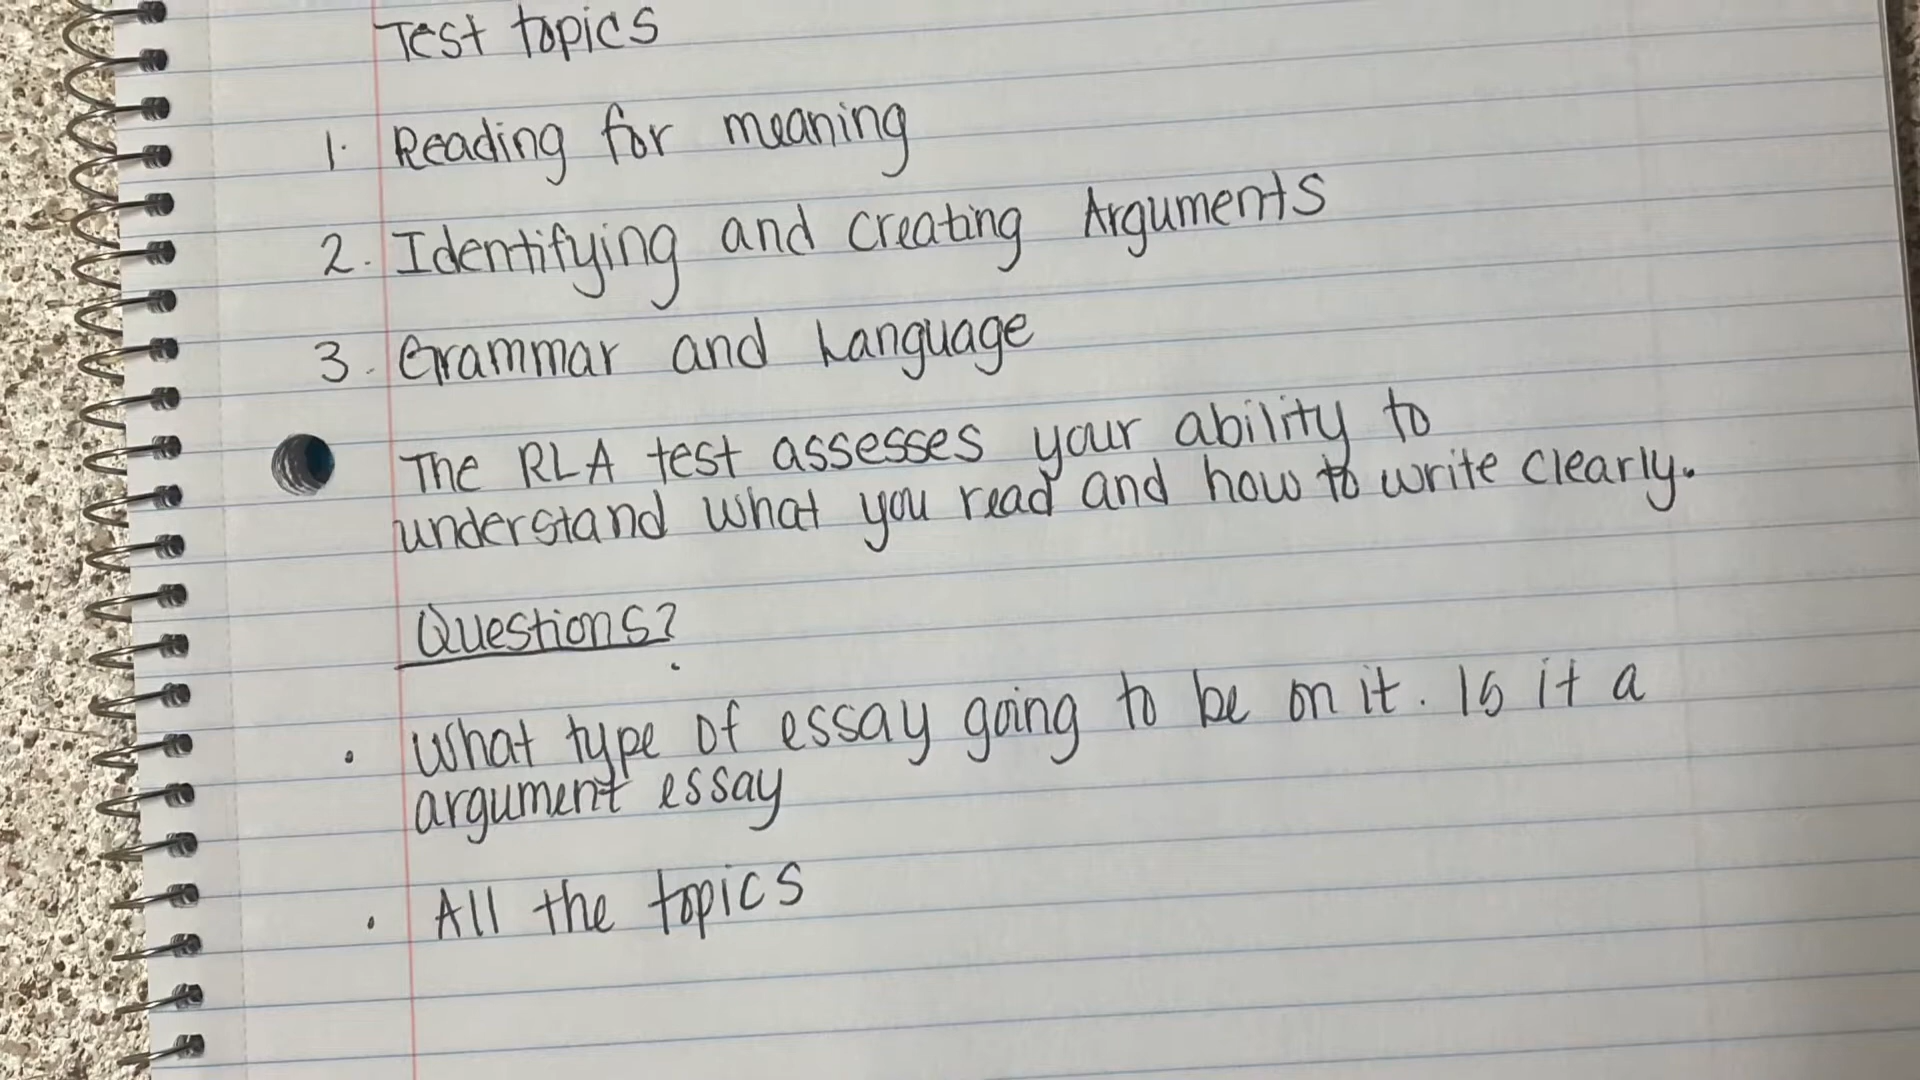 Test topics
1. Reading for meaning
2. Identifying and creating Arguments
3. Grammar and Language
The RLA test assesses your ability to
understand what you read and how to write clearly.
Questions?
. What type of essay going to be on it. Is it a
argument essay
. All the topics